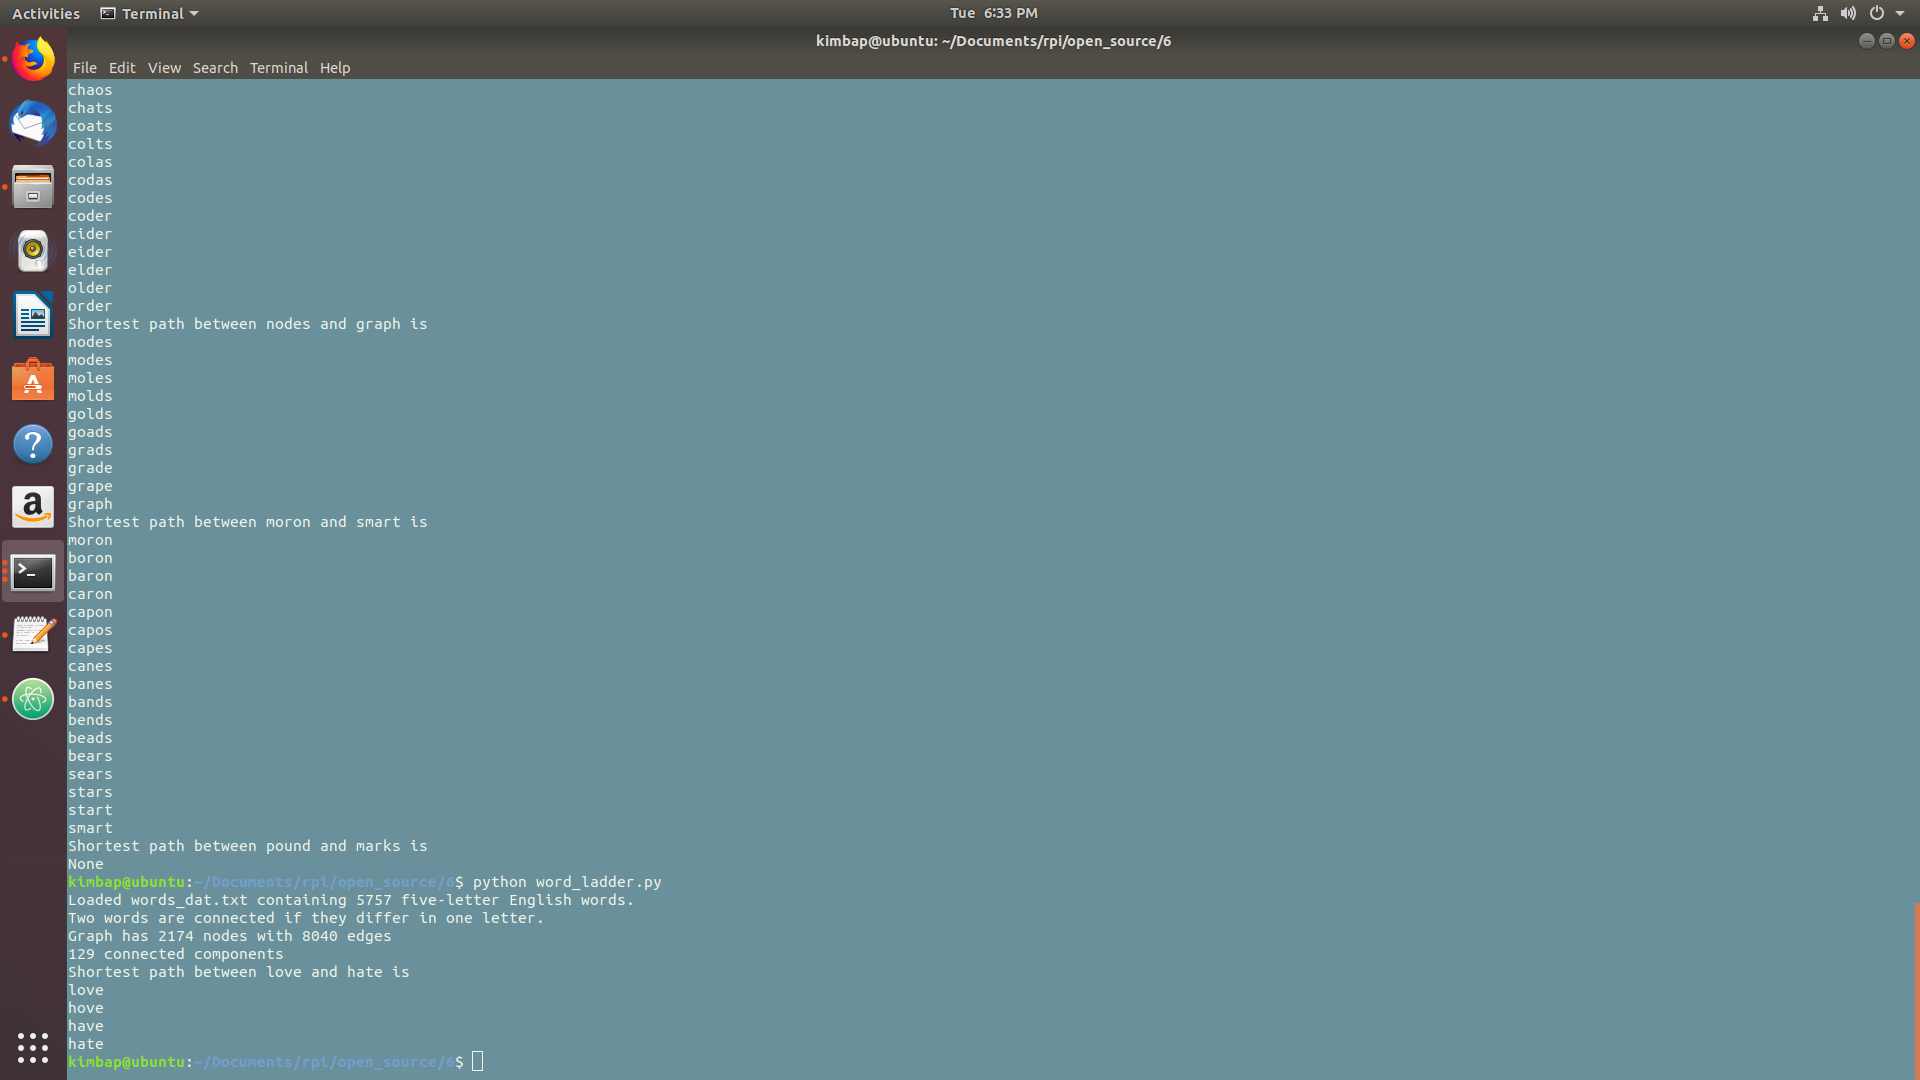 Activities Terminal Tue 6:33 PM
kimbap@ubuntu: ~/Documents/rpi/open_source/6
File Edit View Search Terminal Help
chaos
chats
coats
colts
colas
codas
codes
coder
cider
eider
elder
older
order
Shortest path between nodes and graph is
nodes
modes
moles
molds
golds
goads
grads
grade
grape
graph
Shortest path between moron and smart is
moron
boron
baron
caron
capon
capos
capes
canes
banes
bands
bends
beads
bears
sears
stars
start
smart
Shortest path between pound and marks is
None
kimbap@ubuntu:~/Documents/rpi/open_source/6$ python word_ladder.py
Loaded words_dat.txt containing 5757 five-letter English words.
Two words are connected if they differ in one letter.
Graph has 2174 nodes with 8040 edges
129 connected components
Shortest path between love and hate is
love
hove
have
hate
kimbap@ubuntu:~/Documents/rpi/open_source/6$